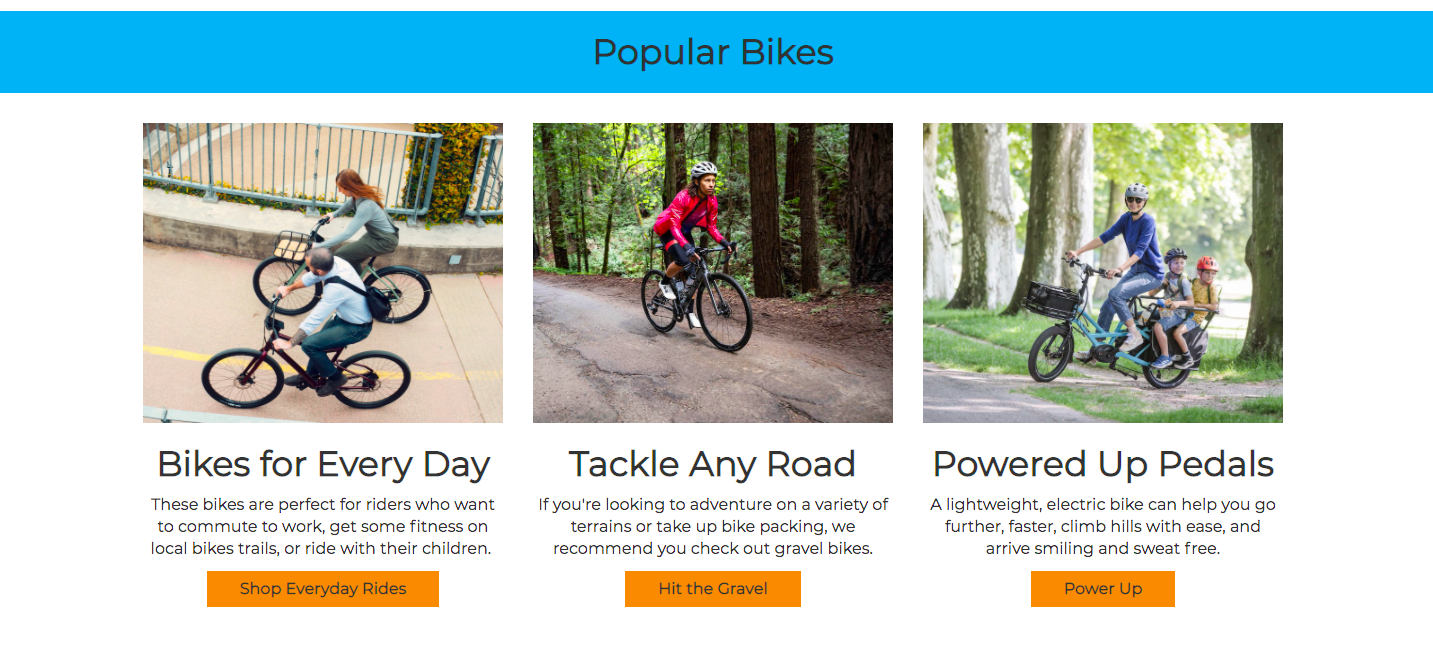 Popular Bikes
Bikes for Every Day
These bikes are perfect for riders who want
to commute to work, get some fitness on
local bikes trails, or ride with their children.
Shop Everyday Rides
Tackle Any Road
If you're looking to adventure on a variety of
terrains or take up bike packing, we
recommend you check out gravel bikes.
Hit the Gravel
Powered Up Pedals
A lightweight, electric bike can help you go
further, faster, climb hills with ease, and
arrive smiling and sweat free.
Power Up